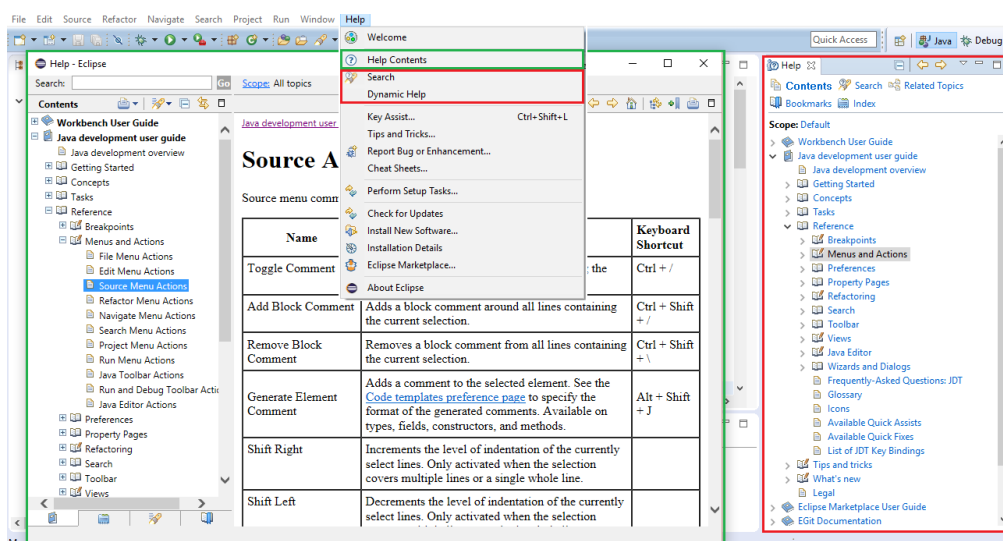 File Edit Source Refactor Navigate Search Project Run Window Help
Quick Access Java Debug
Welcome
Help Contents
Search
Dynamic Help
Key Assist... Ctrl+Shift+L
Tips and Tricks...
Report Bug or Enhancement...
Cheat Sheets...
Perform Setup Tasks...
Check for Updates
Install New Software...
Installation Details
Eclipse Marketplace...
About Eclipse
Help - Eclipse
Search: Go Scope: All topics
Contents
Workbench User Guide
Java development user guide
Java development overview
Getting Started
Concepts
Tasks
Reference
Breakpoints
Menus and Actions
File Menu Actions
Edit Menu Actions
Source Menu Actions
Refactor Menu Actions
Navigate Menu Actions
Search Menu Actions
Project Menu Actions
Run Menu Actions
Java Toolbar Actions
Run and Debug Toolbar Actic
Java Editor Actions
Preferences
Property Pages
Refactoring
Search
Toolbar
Views
Java development user
Source A
Source menu comm
Name Keyboard
Shortcut
Toggle Comment ; the Ctrl + /
Add Block Comment Adds a block comment around all lines containing
the current selection. Ctrl + Shift
+ /
Remove Block
Comment Removes a block comment from all lines containing
the current selection. Ctrl + Shift
+ \
Generate Element
Comment Adds a comment to the selected element. See the
Code templates preference page to specify the
format of the generated comments. Available on
types, fields, constructors, and methods. Alt + Shift
+ J
Shift Right Increments the level of indentation of the currently
select lines. Only activated when the selection
covers multiple lines or a single whole line.
Shift Left Decrements the level of indentation of the currently
select lines. Only activated when the selection
Help
Contents Search Related Topics
Bookmarks Index
Scope: Default
Workbench User Guide
Java development user guide
Java development overview
Getting Started
Concepts
Tasks
Reference
Breakpoints
Menus and Actions
Preferences
Property Pages
Refactoring
Search
Toolbar
Views
Java Editor
Wizards and Dialogs
Frequently-Asked Questions: JDT
Glossary
Icons
Available Quick Assists
Available Quick Fixes
List of JDT Key Bindings
Tips and tricks
What's new
Legal
Eclipse Marketplace User Guide
EGit Documentation